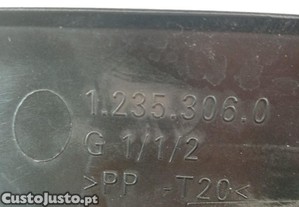 1.235.306.0
G 1/1/2
>PP -T20<
CustoJusto.pt